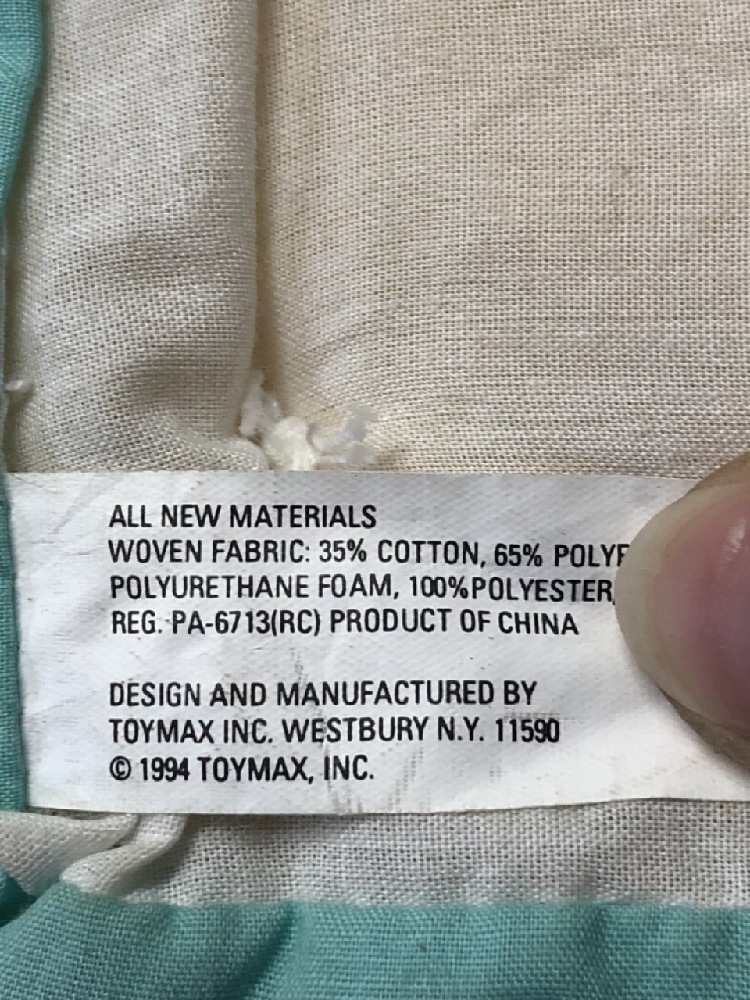 ALL NEW MATERIALS
WOVEN FABRIC: 35% COTTON, 65%
POLYURETHANE FOAM, 100%POLYESTER,
REG. PA-6713(RC) PRODUCT OF CHINA
DESIGN AND MANUFACTURED BY
TOYMAX INC. WESTBURY N.Y. 11590
© 1994 TOYMAX, INC.